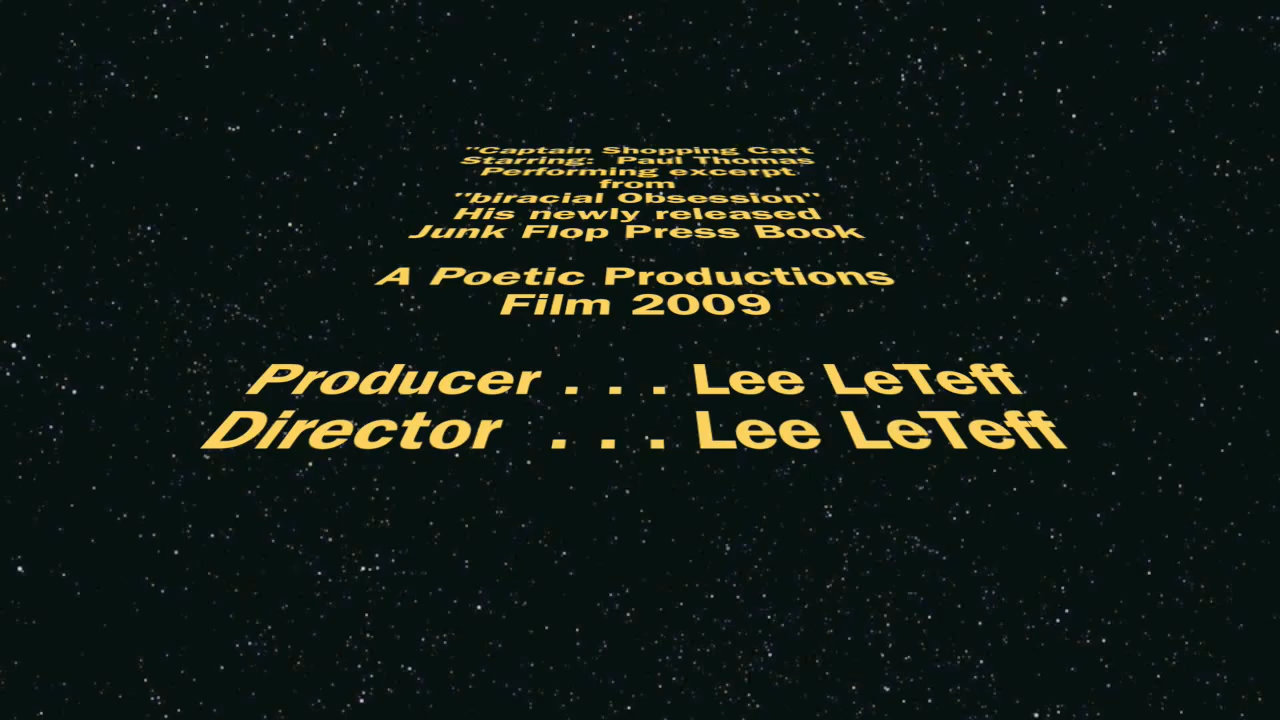 "Captain Shopping Cart
Starring: Paul Thomas
Performing excerpt
from
"biracial Obsession"
His newly released
Junk Flop Press Book
A Poetic Productions
Film 2009
Producer . . . Lee LeTeff
Director . . . Lee LeTeff